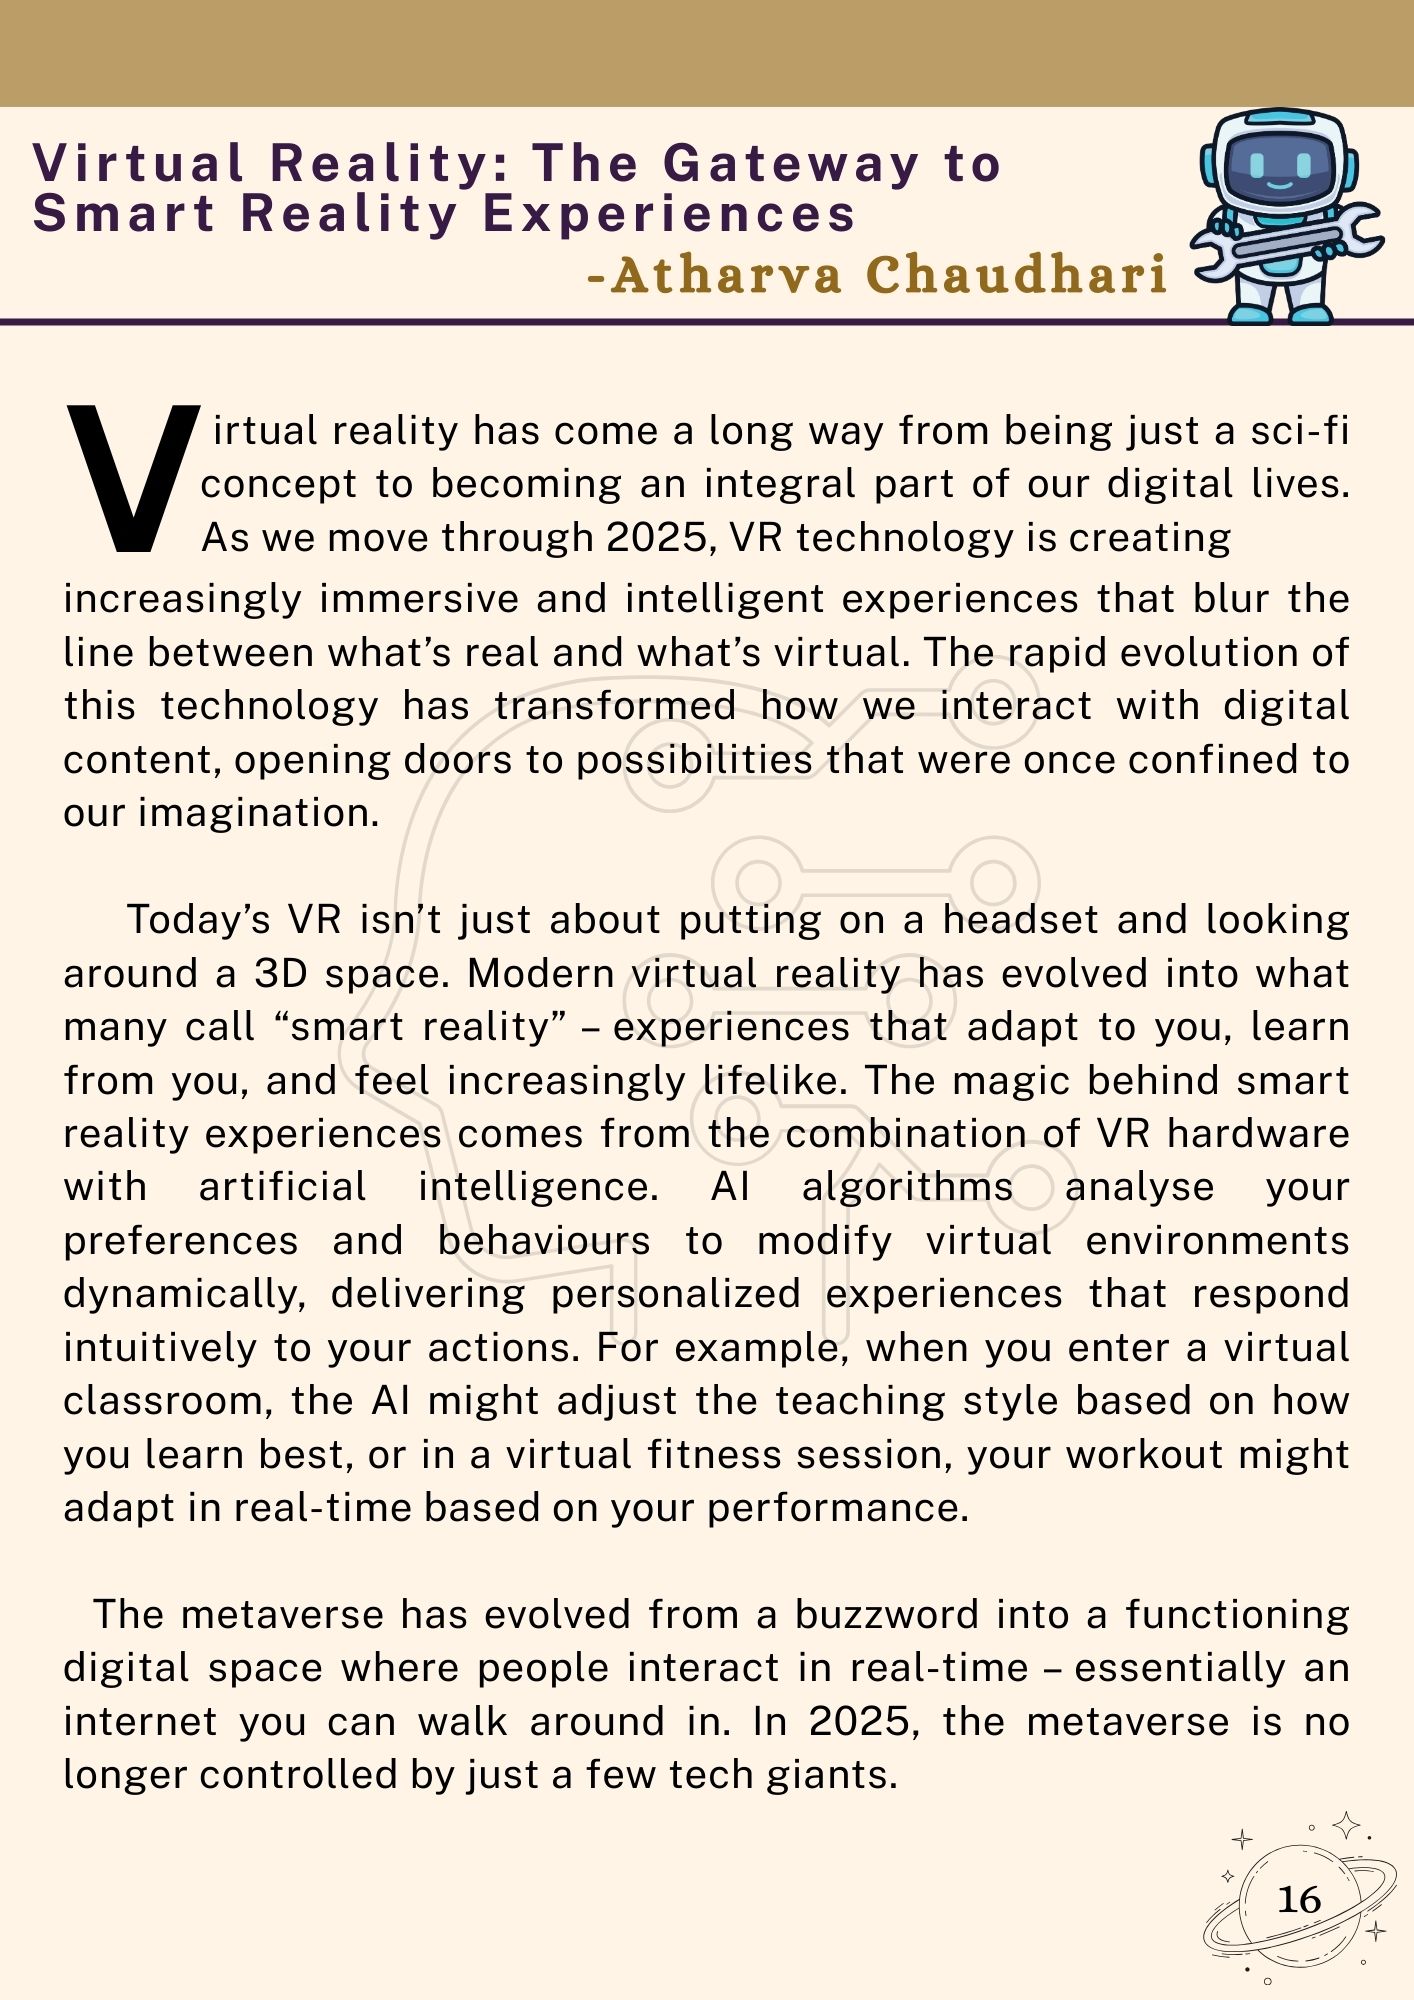 Virtual Reality: The Gateway to
Smart Reality Experiences
-Atharva Chaudhari
Virtual reality has come a long way from being just a sci-fi
concept to becoming an integral part of our digital lives.
As we move through 2025, VR technology is creating
increasingly immersive and intelligent experiences that blur the
line between what’s real and what’s virtual. The rapid evolution of
this technology has transformed how we interact with digital
content, opening doors to possibilities that were once confined to
our imagination.
Today’s VR isn’t just about putting on a headset and looking
around a 3D space. Modern virtual reality has evolved into what
many call “smart reality” – experiences that adapt to you, learn
from you, and feel increasingly lifelike. The magic behind smart
reality experiences comes from the combination of VR hardware
with artificial intelligence. AI algorithms analyse your
preferences and behaviours to modify virtual environments
dynamically, delivering personalized experiences that respond
intuitively to your actions. For example, when you enter a virtual
classroom, the AI might adjust the teaching style based on how
you learn best, or in a virtual fitness session, your workout might
adapt in real-time based on your performance.
The metaverse has evolved from a buzzword into a functioning
digital space where people interact in real-time – essentially an
internet you can walk around in. In 2025, the metaverse is no
longer controlled by just a few tech giants.
16